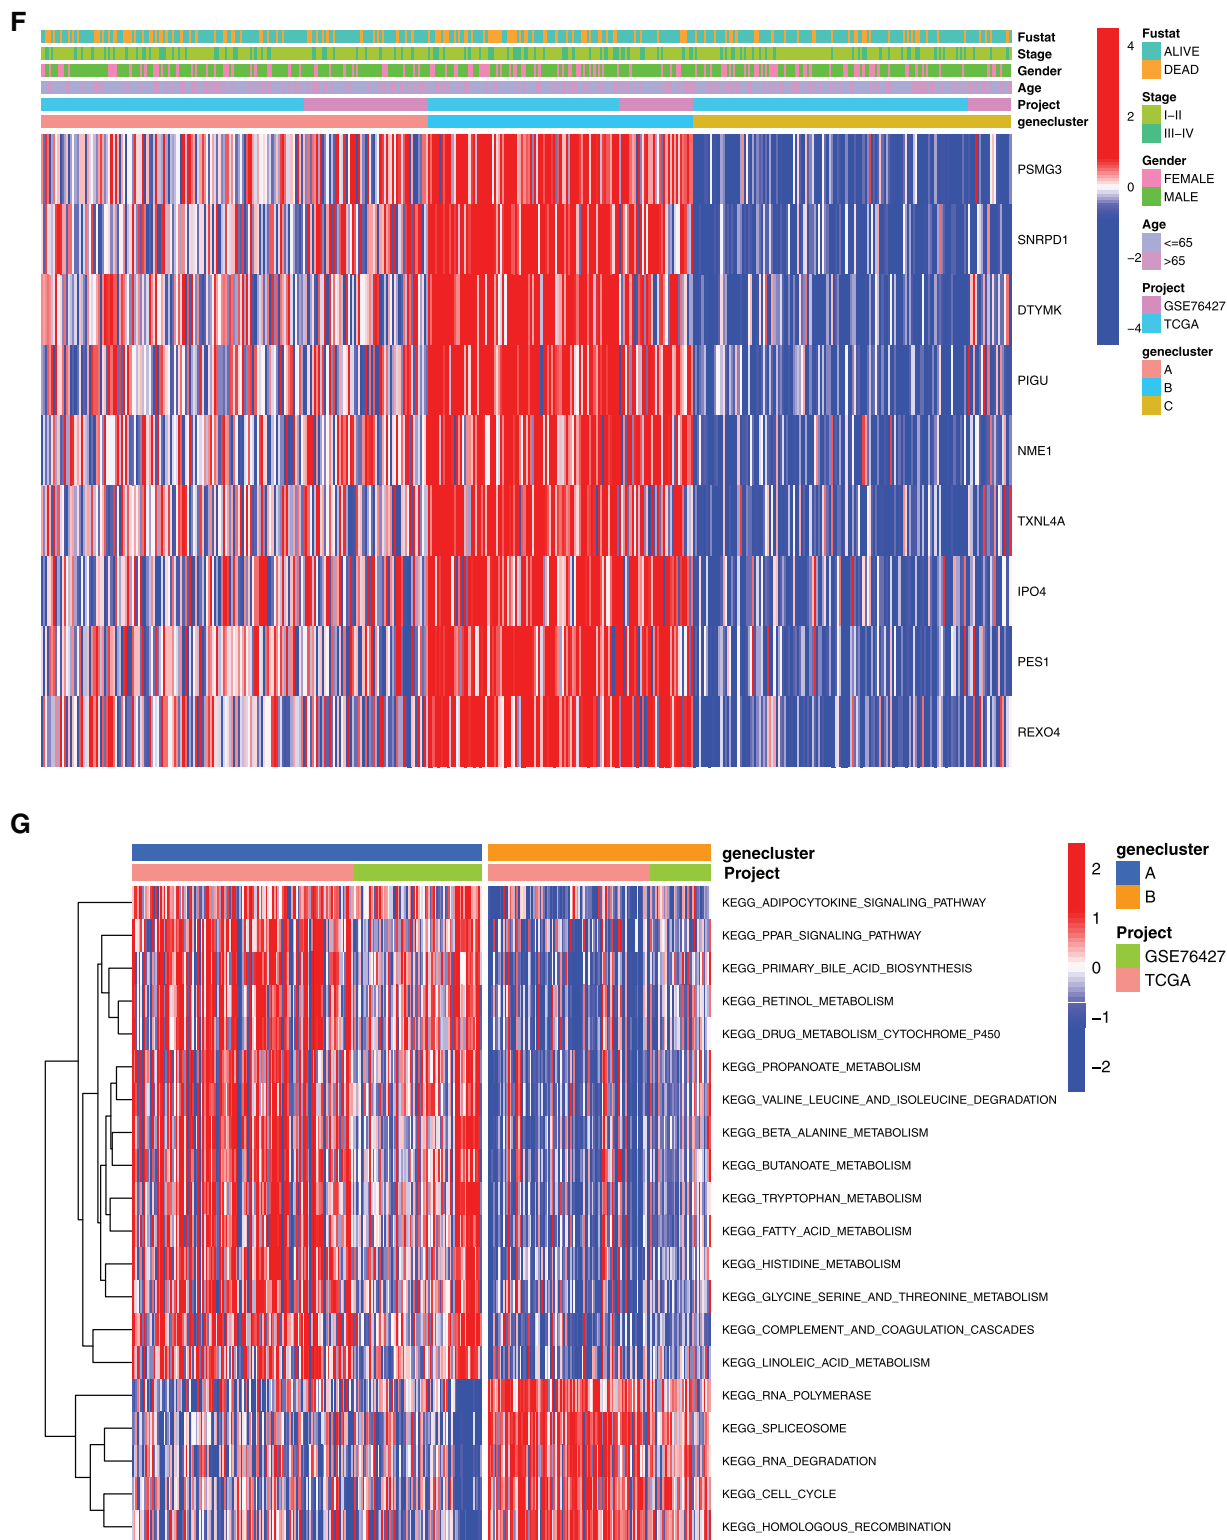 F
Fustat
Stage
Gender
Age
Project
genecluster
PSMG3
SNRPD1
DTYMK
PIGU
NME1
TXNL4A
IPO4
PES1
REXO4
4
2
0
−2
−4
Fustat
ALIVE
DEAD
Stage
I−II
III−IV
Gender
FEMALE
MALE
Age
<=65
>65
Project
GSE76427
TCGA
genecluster
A
B
C
G
genecluster
Project
KEGG_ADIPOCYTOKINE_SIGNALING_PATHWAY
KEGG_PPAR_SIGNALING_PATHWAY
KEGG_PRIMARY_BILE_ACID_BIOSYNTHESIS
KEGG_RETINOL_METABOLISM
KEGG_DRUG_METABOLISM_CYTOCHROME_P450
KEGG_PROPANOATE_METABOLISM
KEGG_VALINE_LEUCINE_AND_ISOLEUCINE_DEGRADATION
KEGG_BETA_ALANINE_METABOLISM
KEGG_BUTANOATE_METABOLISM
KEGG_TRYPTOPHAN_METABOLISM
KEGG_FATTY_ACID_METABOLISM
KEGG_HISTIDINE_METABOLISM
KEGG_GLYCINE_SERINE_AND_THREONINE_METABOLISM
KEGG_COMPLEMENT_AND_COAGULATION_CASCADES
KEGG_LINOLEIC_ACID_METABOLISM
KEGG_RNA_POLYMERASE
KEGG_SPLICEOSOME
KEGG_RNA_DEGRADATION
KEGG_CELL_CYCLE
KEGG_HOMOLOGOUS_RECOMBINATION
2
1
0
−1
−2
genecluster
A
B
Project
GSE76427
TCGA